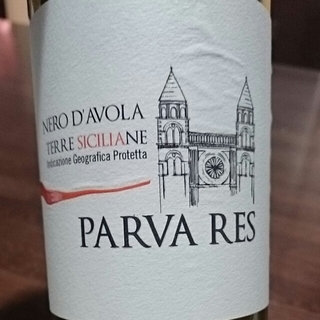 NERO D'AVOLA
TERRE SICILIANE
Indicazione Geografica Protetta
PARVA RES